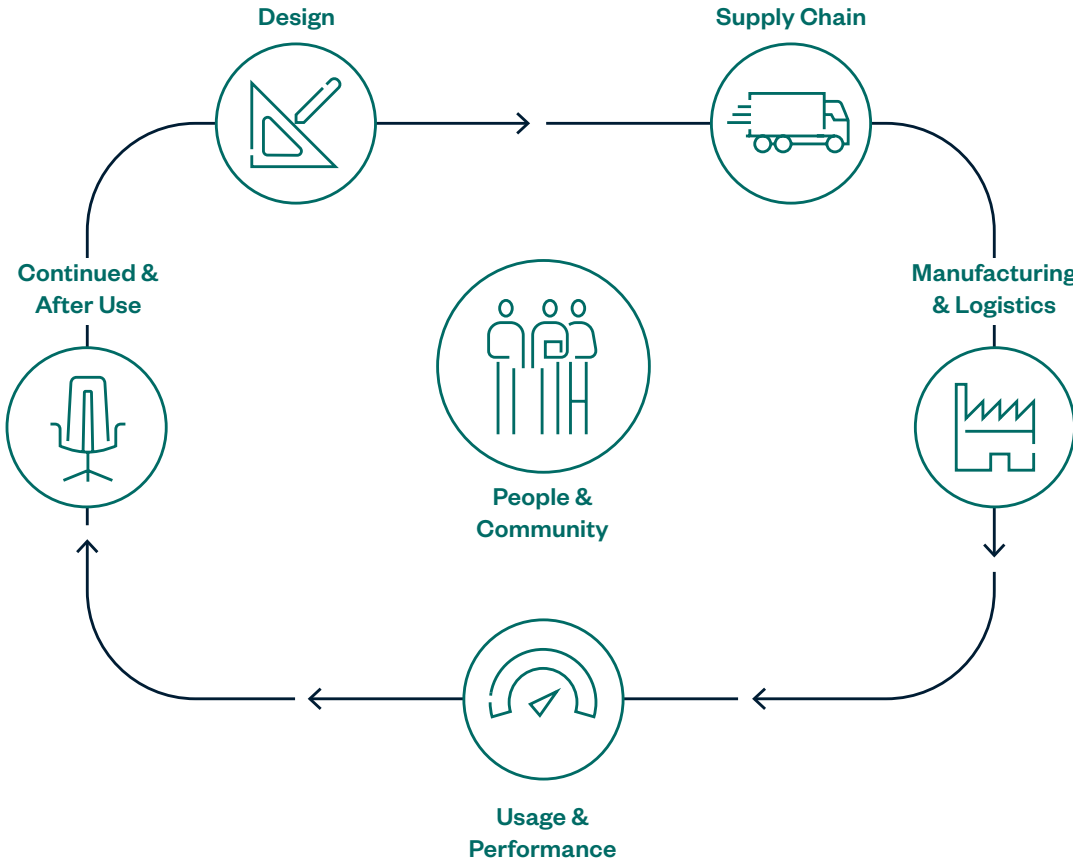 Design
Supply Chain
Continued &
After Use
Manufacturing
& Logistics
People &
Community
Usage &
Performance